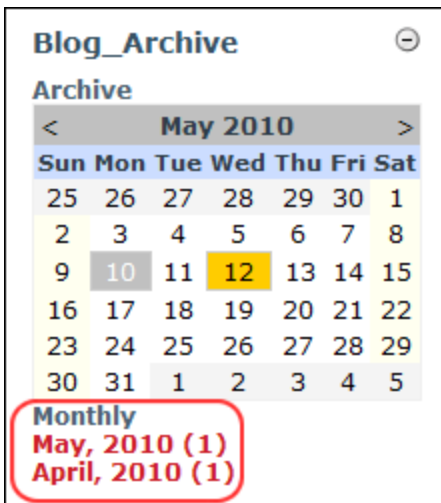 Blog_Archive
Archive
< May 2010 >
Sun Mon Tue Wed Thu Fri Sat
25 26 27 28 29 30 1
2 3 4 5 6 7 8
9 10 11 12 13 14 15
16 17 18 19 20 21 22
23 24 25 26 27 28 29
30 31 1 2 3 4 5
Monthly
May, 2010 (1)
April, 2010 (1)